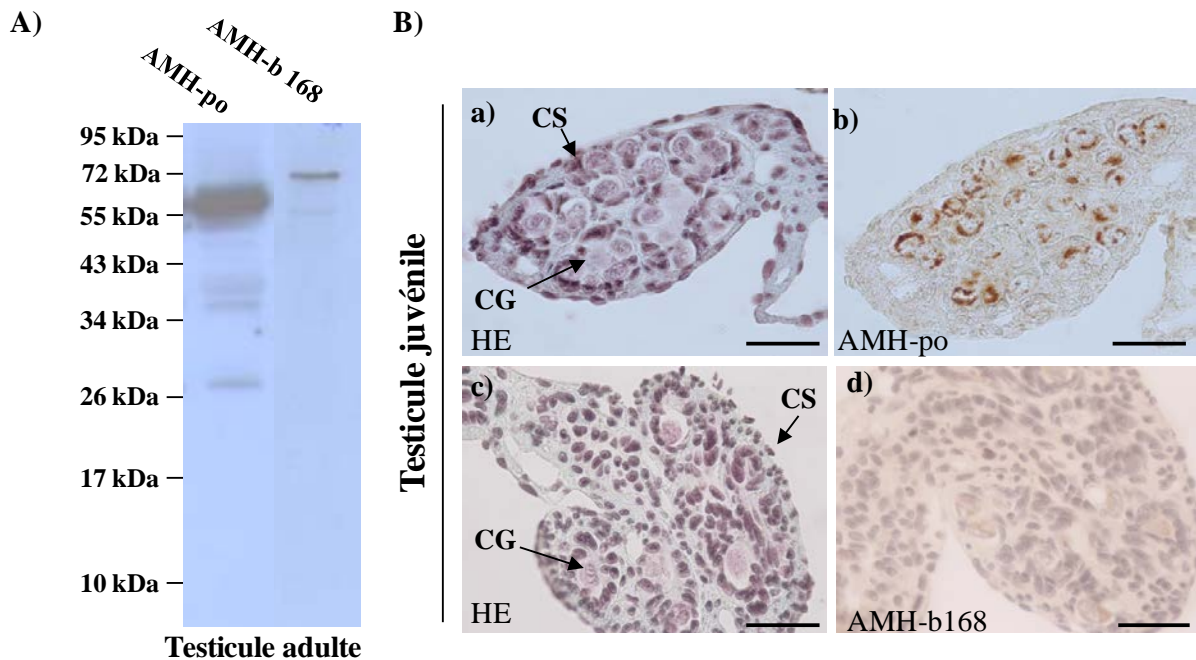 A)
AMH-po
AMH-b 168
95 kDa
72 kDa
55 kDa
43 kDa
34 kDa
26 kDa
17 kDa
10 kDa
Testicule adulte
B)
Testicule juvénile
a)
CS
CG
HE
b)
AMH-po
c)
CS
CG
HE
d)
AMH-b168